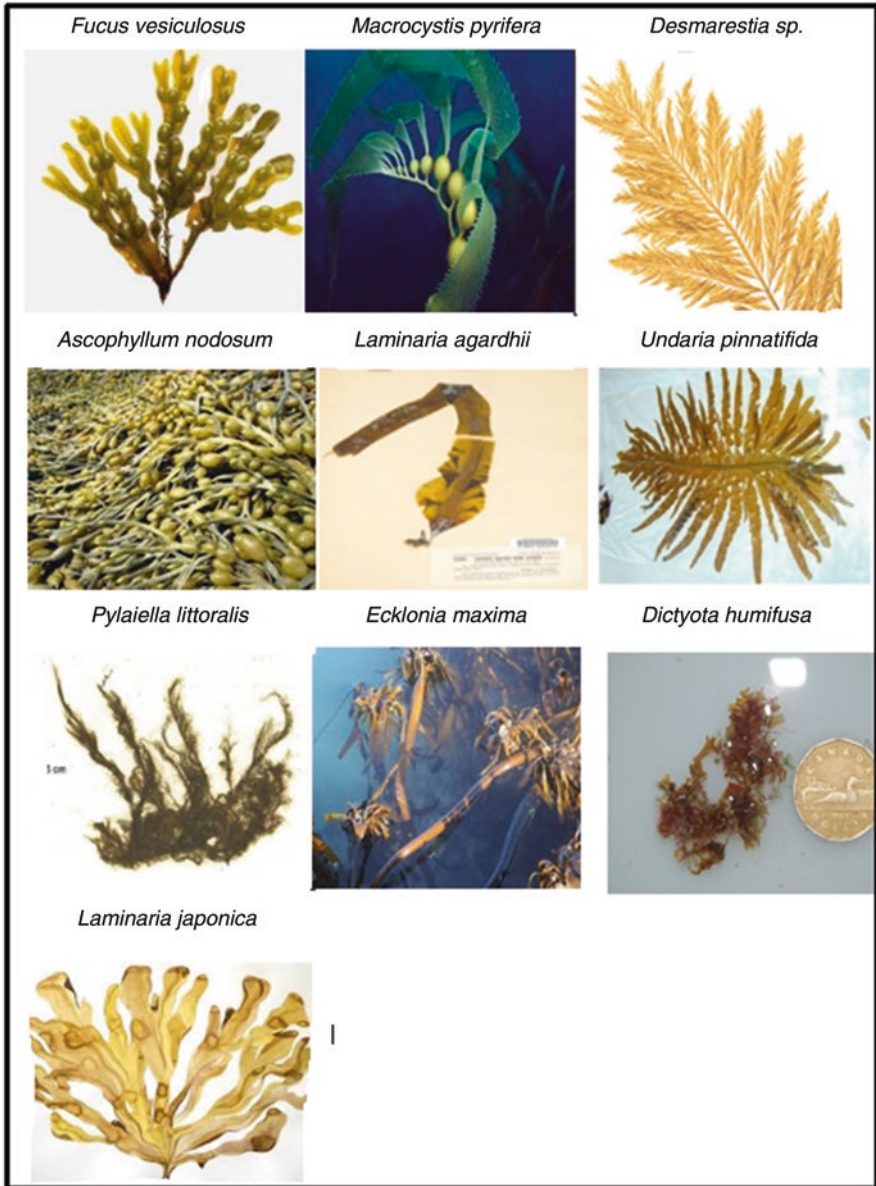 Fucus vesiculosus
Macrocystis pyrifera
Desmarestia sp.
Ascophyllum nodosum
Laminaria agardhii
Undaria pinnatifida
Pylaiella littoralis
Ecklonia maxima
Dictyota humifusa
cm
CANADA
Laminaria japonica